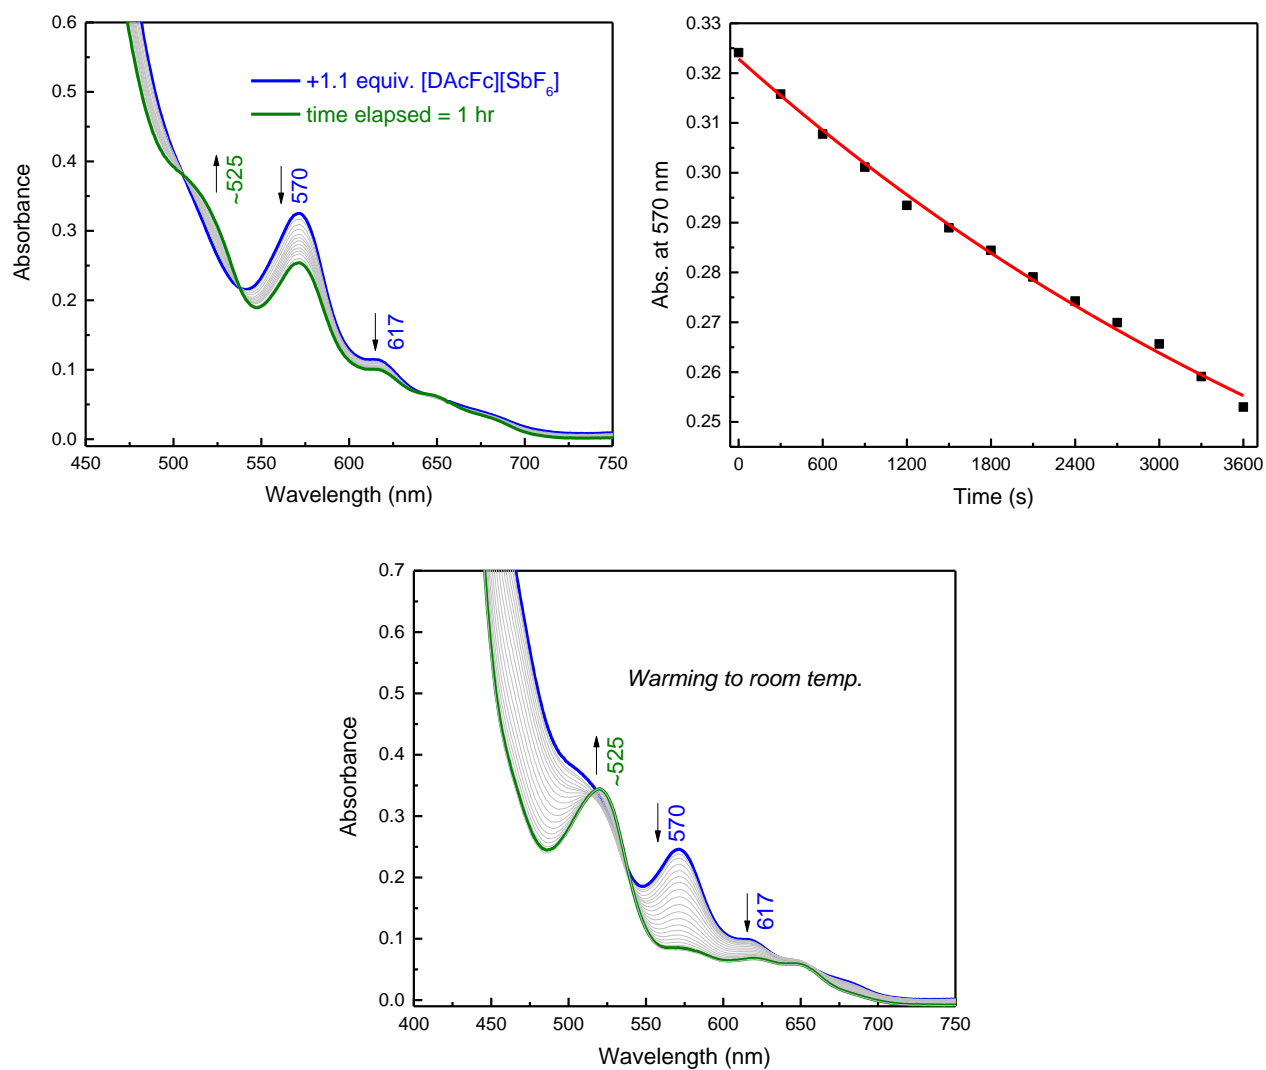 0.6
0.5
0.4
0.3
0.2
0.1
0.0
Absorbance
+1.1 equiv. [DAcFc][SbF6]
time elapsed = 1 hr
~525
570
617
450 500 550 600 650 700 750
Wavelength (nm)
0.33
0.32
0.31
0.30
0.29
0.28
0.27
0.26
0.25
Abs. at 570 nm
0 600 1200 1800 2400 3000 3600
Time (s)
0.7
0.6
0.5
0.4
0.3
0.2
0.1
0.0
Absorbance
Warming to room temp.
~525
570
617
400 450 500 550 600 650 700 750
Wavelength (nm)